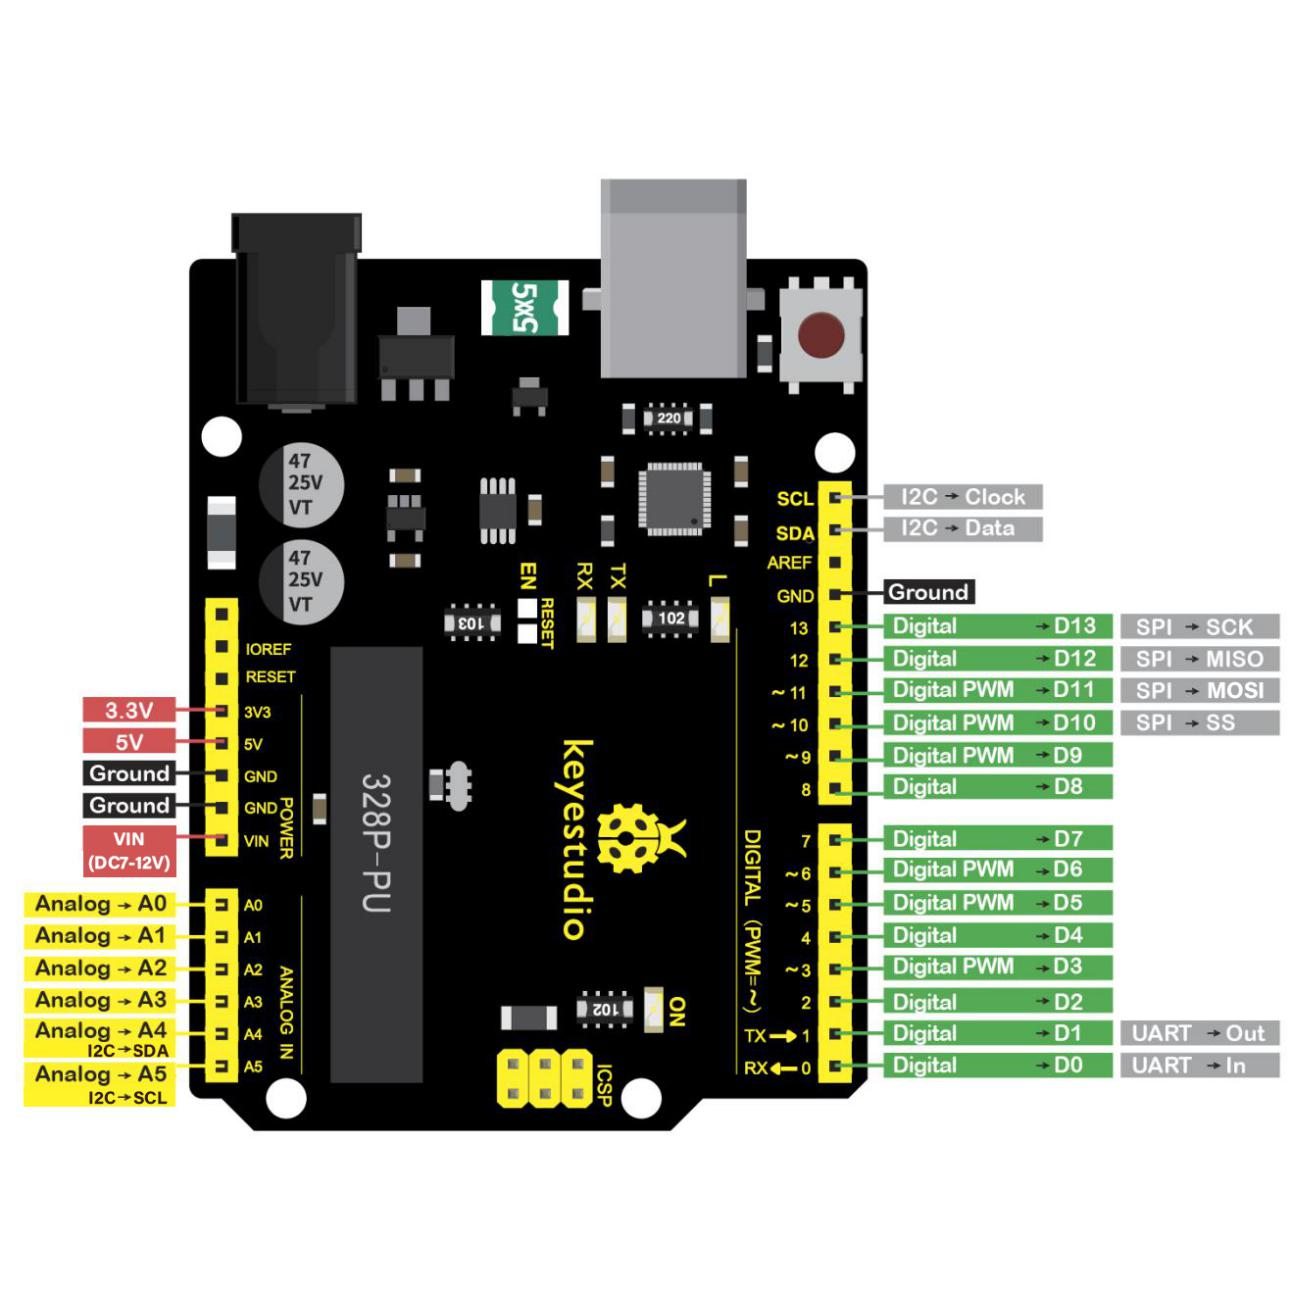 5xx5
220
47
25V
VT
47
25V
VT
EN
RESET
RX
TX
L
103
102
SCL
I2C → Clock
SDA
I2C → Data
AREF
GND
Ground
13
Digital → D13
SPI → SCK
12
Digital → D12
SPI → MISO
~11
Digital PWM → D11
SPI → MOSI
~10
Digital PWM → D10
SPI → SS
~9
Digital PWM → D9
8
Digital → D8
IOREF
RESET
3.3V
3V3
5V
5V
Ground
GND
Ground
GND
VIN
(DC7-12V)
VIN
POWER
328P-PU
keyestudio
DIGITAL (PWM=~)
7
Digital → D7
~6
Digital PWM → D6
~5
Digital PWM → D5
4
Digital → D4
~3
Digital PWM → D3
2
Digital → D2
TX→1
Digital → D1
UART → Out
RX←0
Digital → D0
UART → In
Analog → A0
A0
Analog → A1
A1
Analog → A2
A2
Analog → A3
A3
Analog → A4
I2C→SDA
A4
Analog → A5
I2C→SCL
A5
ANALOG IN
102
ON
ICSP